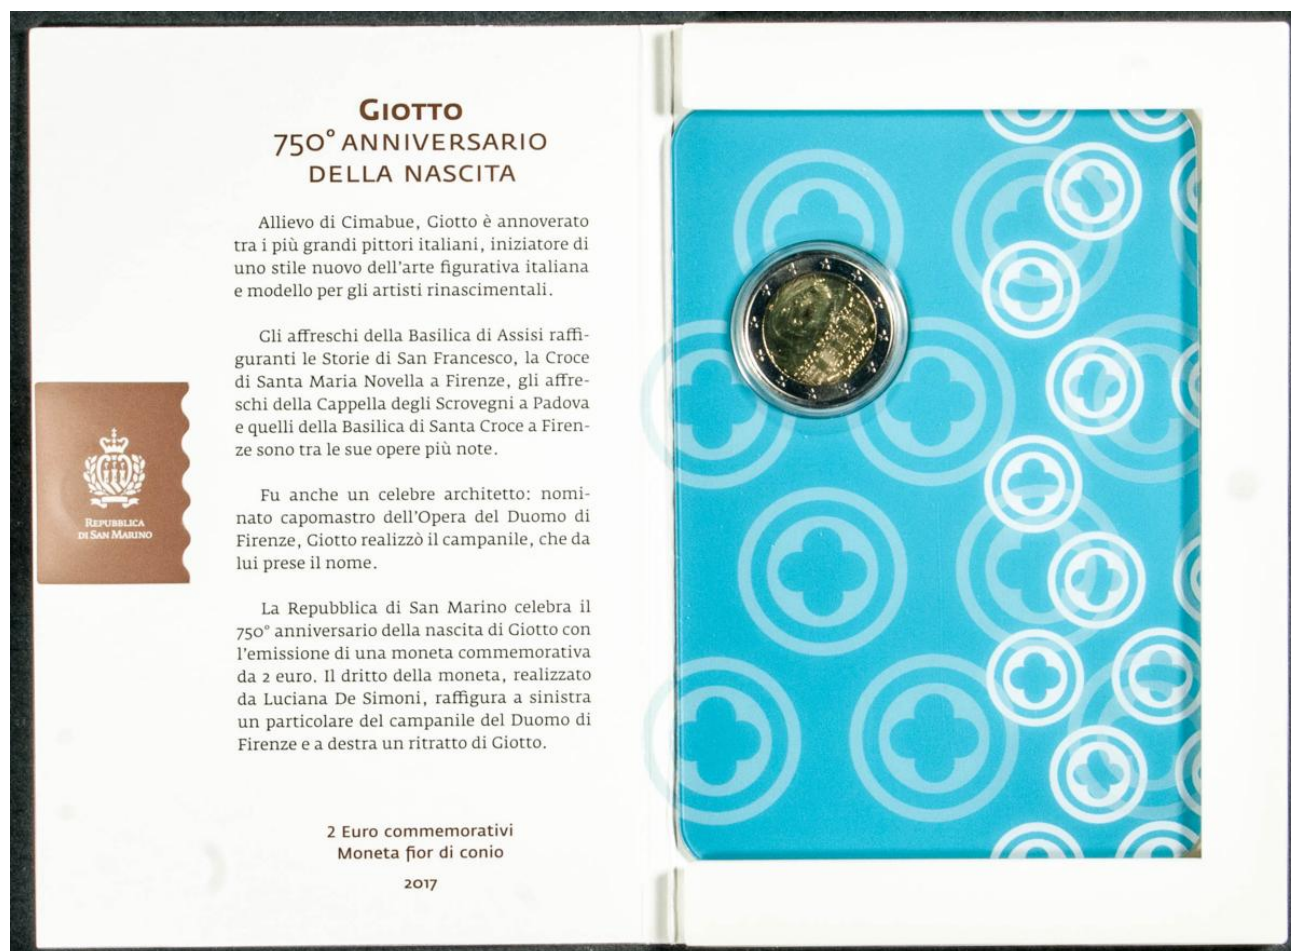 GIOTTO
750° ANNIVERSARIO
DELLA NASCITA
Allievo di Cimabue, Giotto è annoverato
tra i più grandi pittori italiani, iniziatore di
uno stile nuovo dell'arte figurativa italiana
e modello per gli artisti rinascimentali.
Gli affreschi della Basilica di Assisi raffi-
guranti le Storie di San Francesco, la Croce
di Santa Maria Novella a Firenze, gli affre-
schi della Cappella degli Scrovegni a Padova
e quelli della Basilica di Santa Croce a Firen-
ze sono tra le sue opere più note.
Fu anche un celebre architetto: nomi-
nato capomastro dell'Opera del Duomo di
Firenze, Giotto realizzò il campanile, che da
lui prese il nome.
La Repubblica di San Marino celebra il
750° anniversario della nascita di Giotto con
l'emissione di una moneta commemorativa
da 2 euro. Il dritto della moneta, realizzato
da Luciana De Simoni, raffigura a sinistra
un particolare del campanile del Duomo di
Firenze e a destra un ritratto di Giotto.
2 Euro commemorativi
Moneta fior di conio
2017
REPUBBLICA
DI SAN MARINO